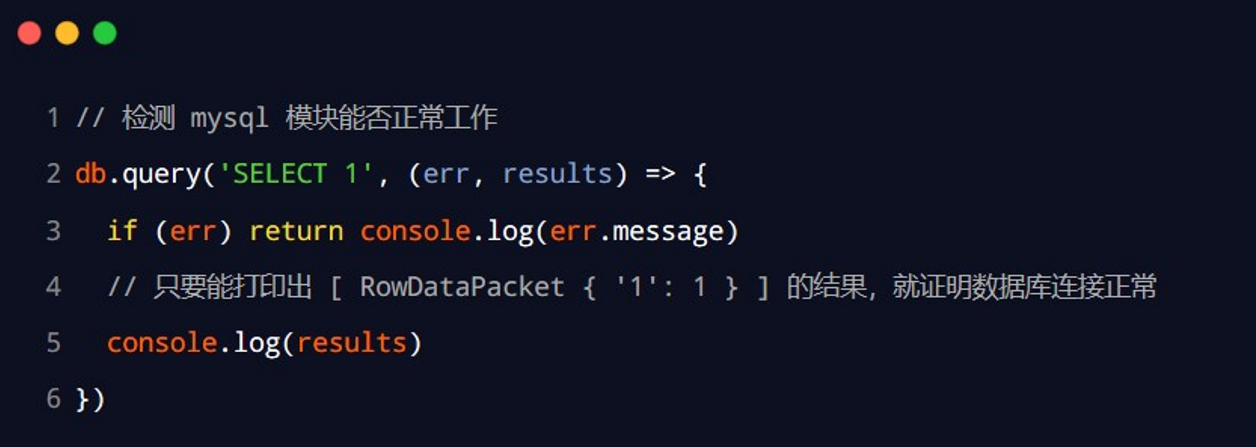 1 // 检测 mysql 模块能否正常工作
2 db.query('SELECT 1', (err, results) => {
3   if (err) return console.log(err.message)
4   // 只要能打印出 [ RowDataPacket { '1': 1 } ] 的结果，就证明数据库连接正常
5   console.log(results)
6 })